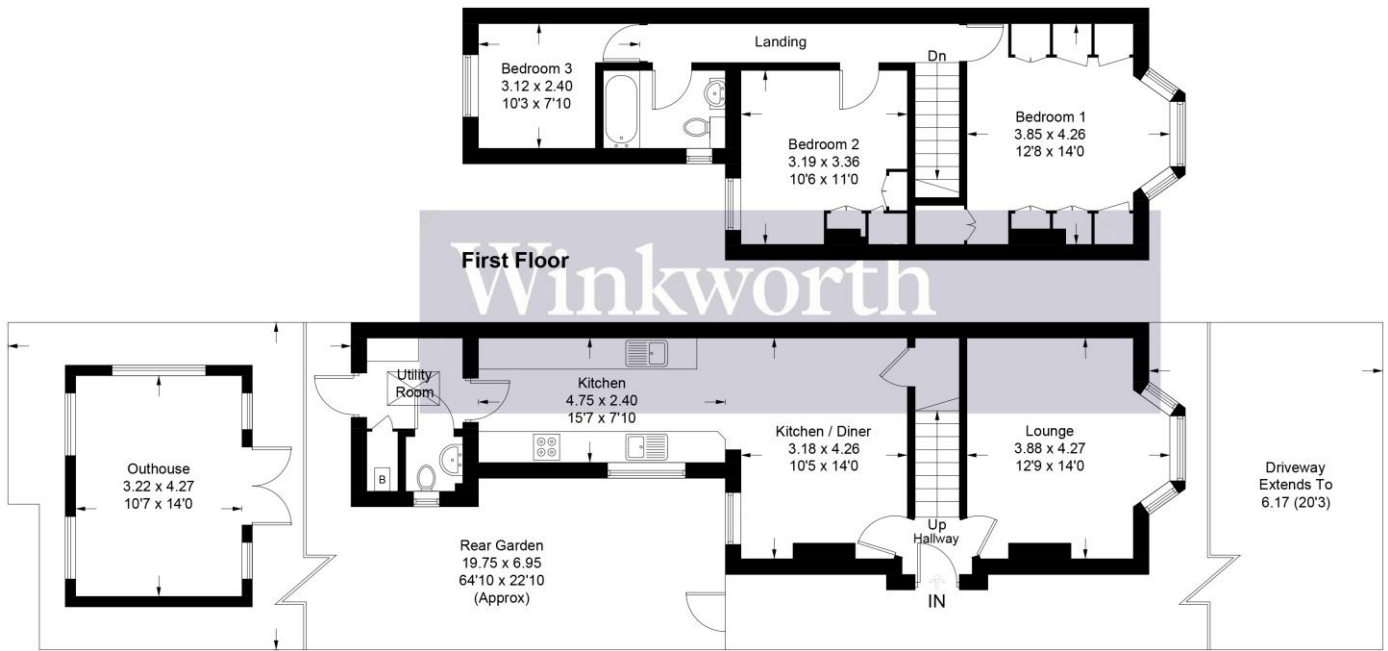 Landing
Dn
Bedroom 3
3.12 x 2.40
10'3 x 7'10
Bedroom 2
3.19 x 3.36
10'6 x 11'0
Bedroom 1
3.85 x 4.26
12'8 x 14'0
First Floor
Winkworth
Utility
Room
Kitchen
4.75 x 2.40
15'7 x 7'10
Kitchen / Diner
3.18 x 4.26
10'5 x 14'0
Lounge
3.88 x 4.27
12'9 x 14'0
Outhouse
3.22 x 4.27
10'7 x 14'0
B
Driveway
Extends To
6.17 (20'3)
Up
Hallway
Rear Garden
19.75 x 6.95
64'10 x 22'10
(Approx)
IN